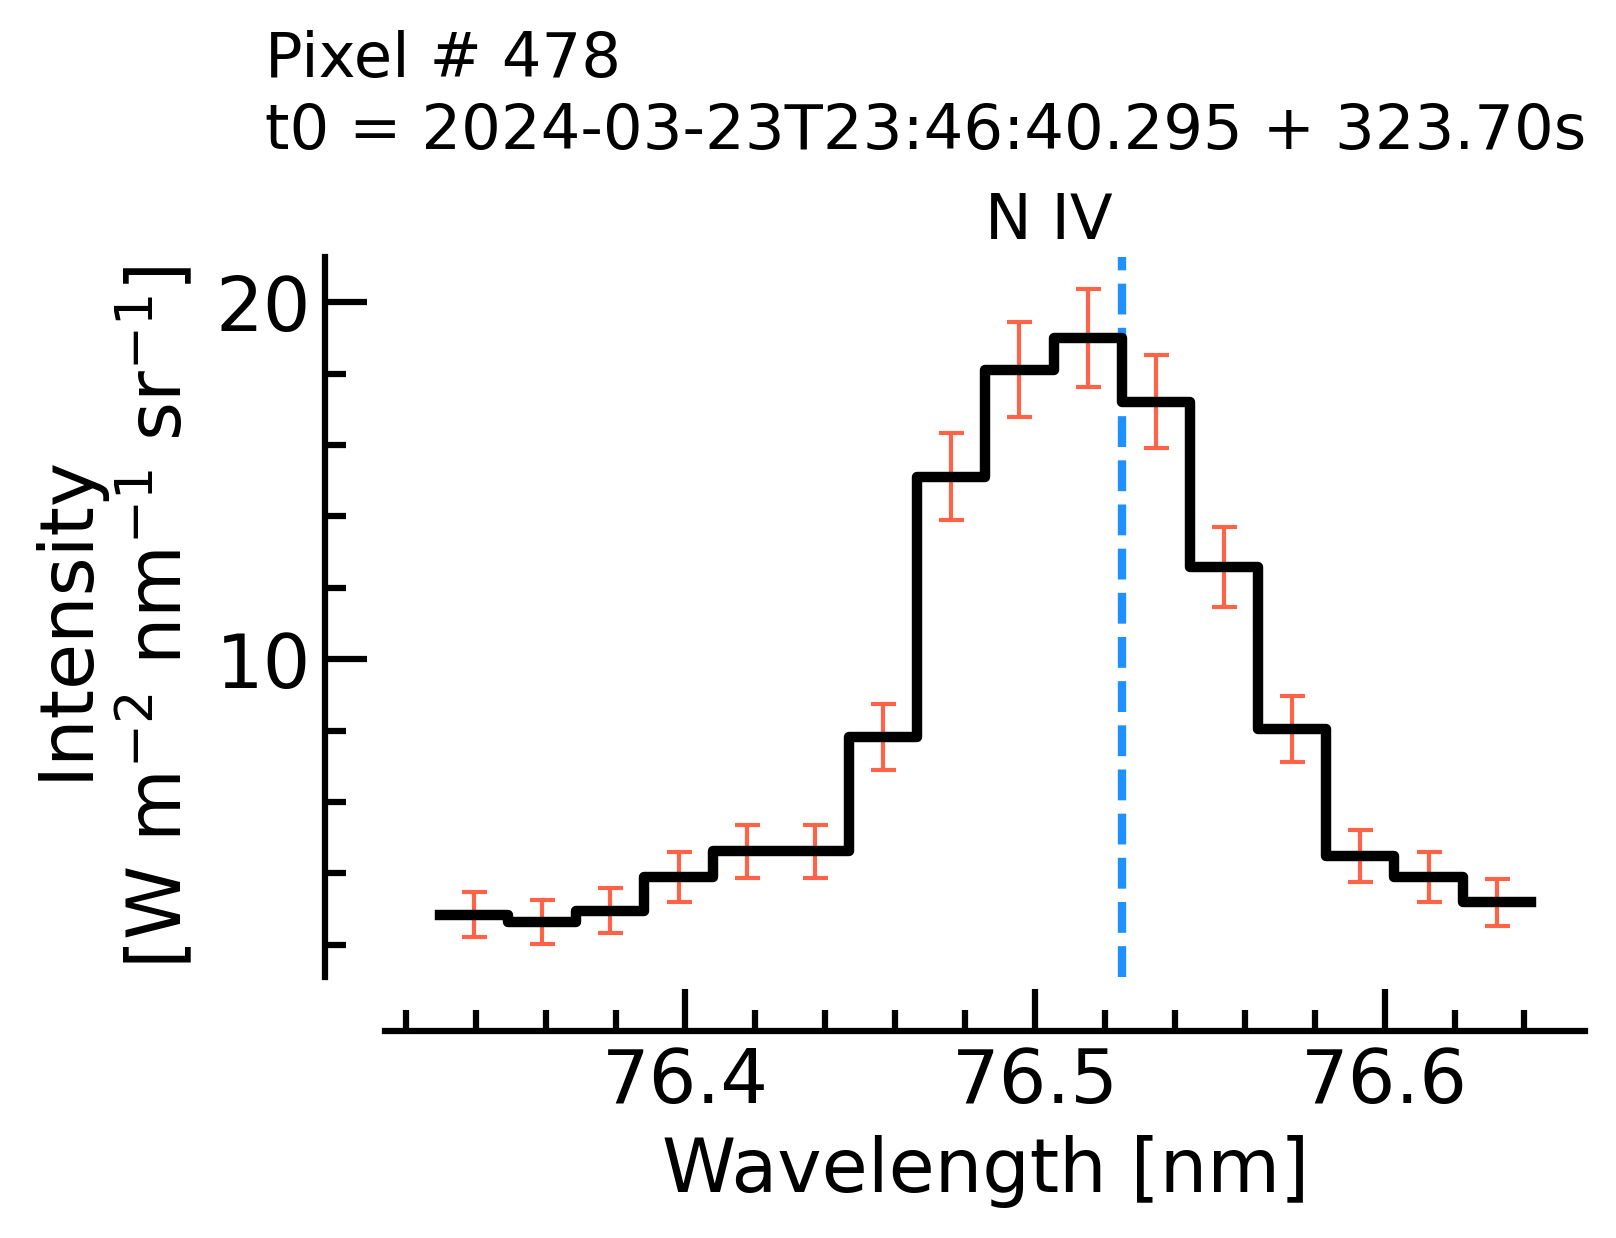 Pixel # 478
t0 = 2024-03-23T23:46:40.295 + 323.70s
N IV
Intensity
[W m⁻² nm⁻¹ sr⁻¹]
20
10
76.4 76.5 76.6
Wavelength [nm]